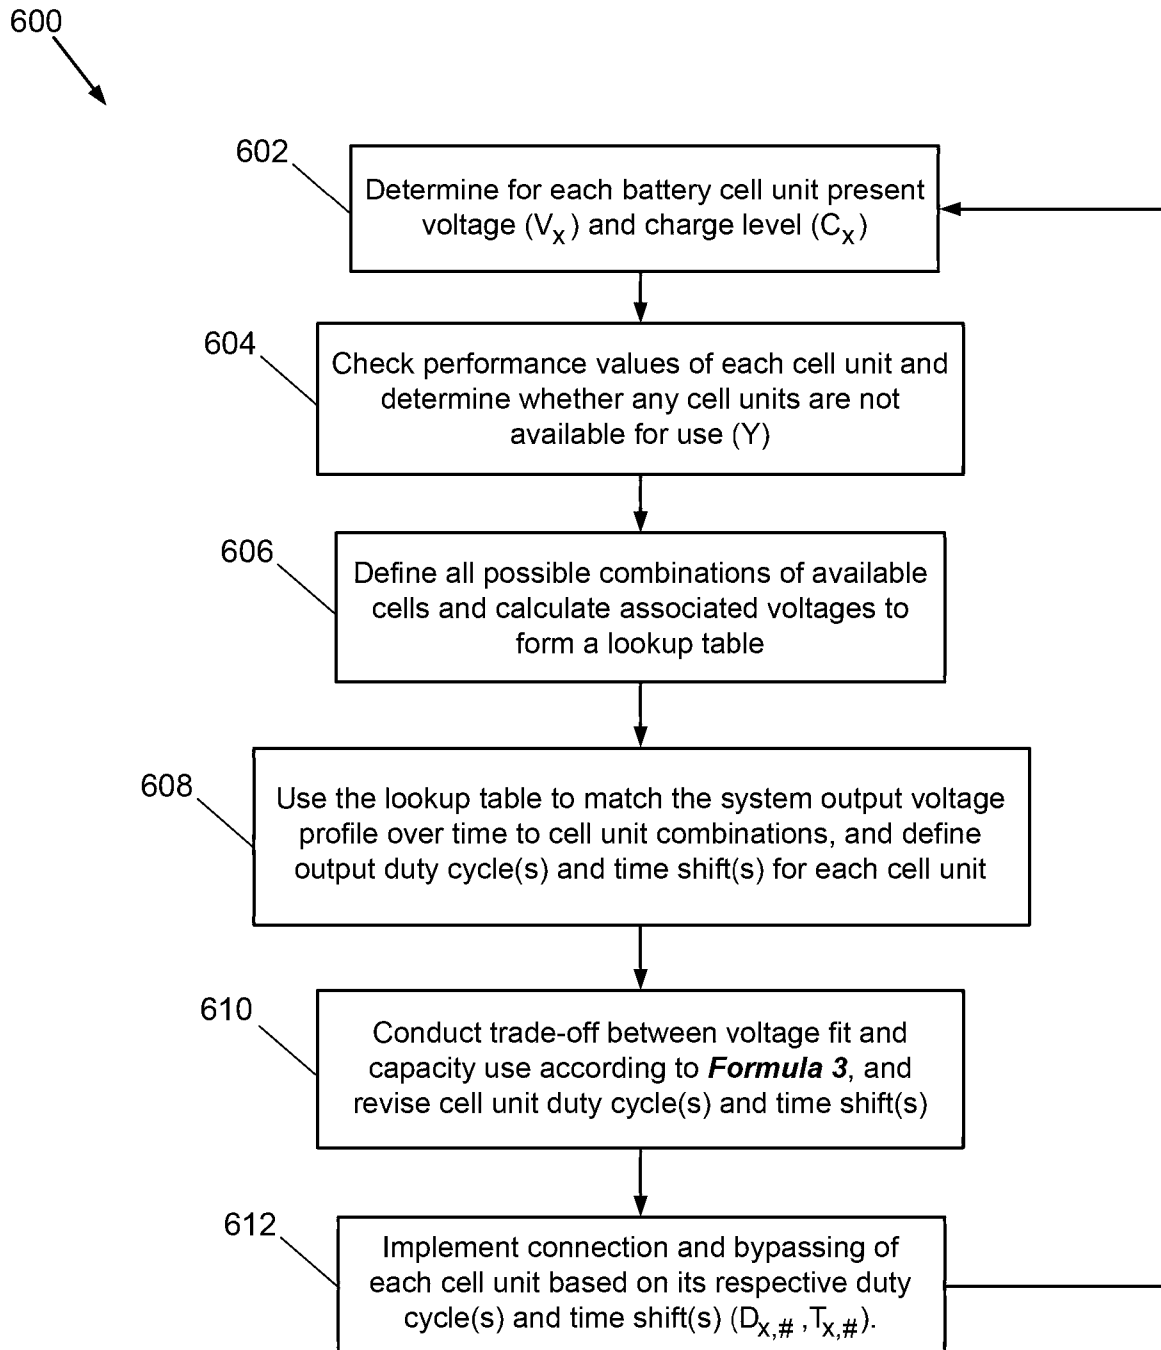 600
602
Determine for each battery cell unit present
voltage (Vx) and charge level (Cx)
604
Check performance values of each cell unit and
determine whether any cell units are not
available for use (Y)
606
Define all possible combinations of available
cells and calculate associated voltages to
form a lookup table
608
Use the lookup table to match the system output voltage
profile over time to cell unit combinations, and define
output duty cycle(s) and time shift(s) for each cell unit
610
Conduct trade-off between voltage fit and
capacity use according to Formula 3, and
revise cell unit duty cycle(s) and time shift(s)
612
Implement connection and bypassing of
each cell unit based on its respective duty
cycle(s) and time shift(s) (Dx,# ,Tx,#).